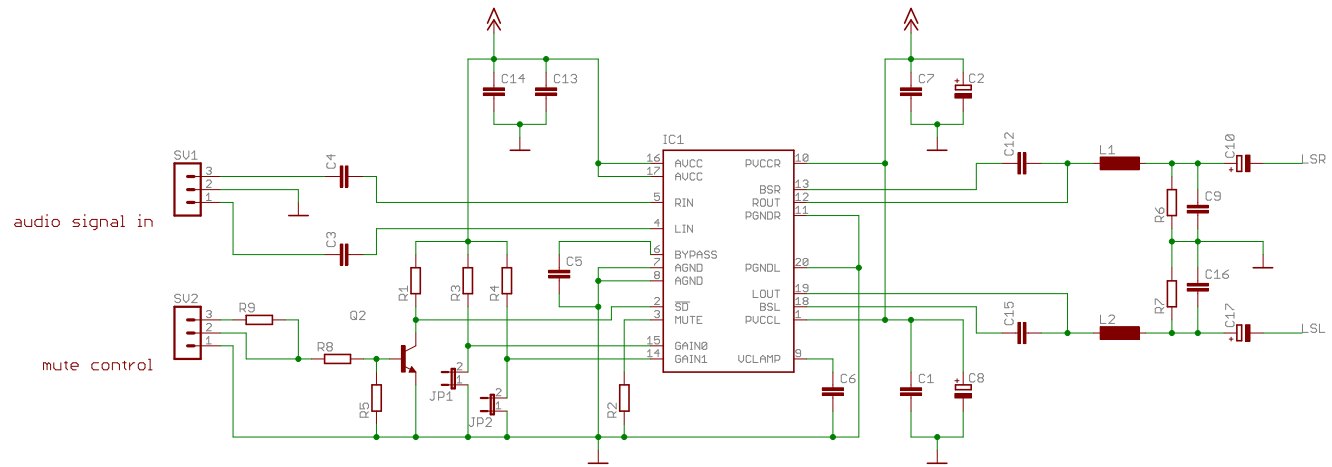 C14
C13
C7
C2
SV1
3
2
1
audio signal in
C4
C3
IC1
16
AVCC
17
AVCC
5
RIN
4
LIN
6
BYPASS
7
AGND
8
AGND
2
SD
3
MUTE
15
GAIN0
14
GAIN1
PVCCR
10
BSR
13
ROUT
12
PGNDR
11
PGNDL
20
LOUT
19
BSL
18
PVCCL
1
VCLAMP
9
C12
L1
C10
+
LSR
R6
C9
R7
C16
C15
L2
C17
+
LSL
C5
R1
R3
R4
SV2
3
2
1
mute control
R9
R8
Q2
R5
JP1
2
1
JP2
2
1
R2
C6
C1
+
C8
+